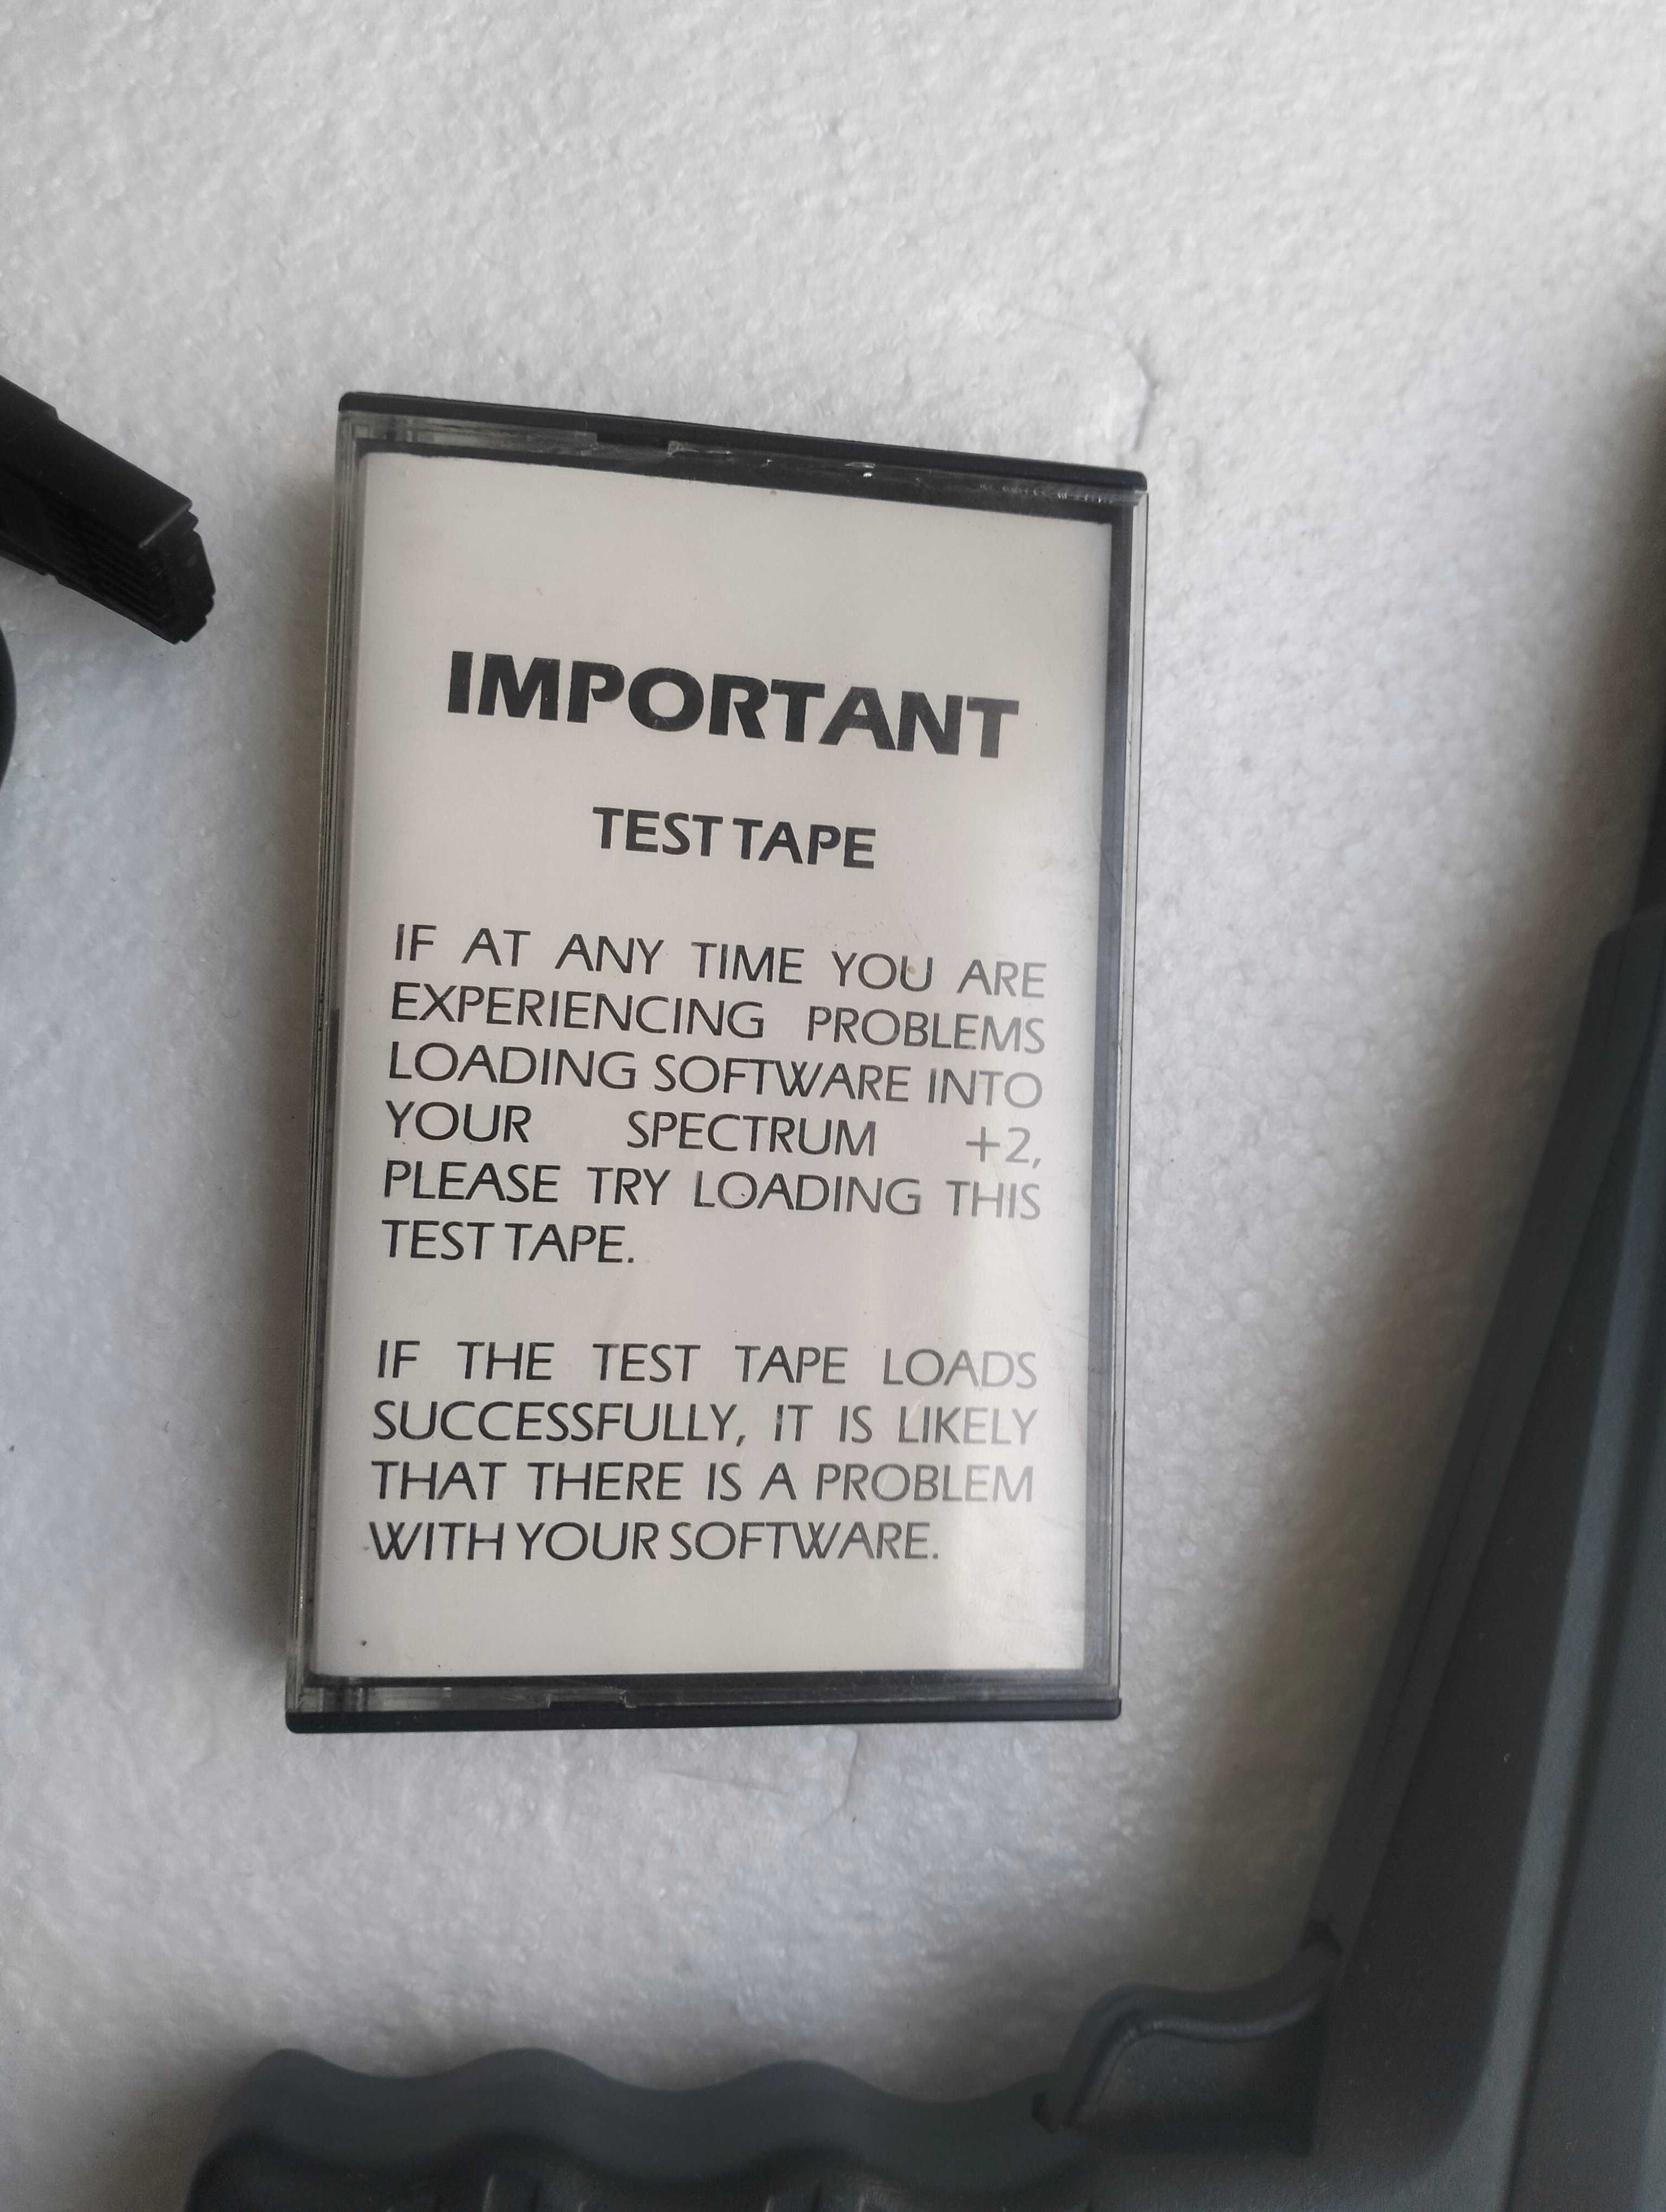 IMPORTANT
TEST TAPE
IF AT ANY TIME YOU ARE
EXPERIENCING PROBLEMS
LOADING SOFTWARE INTO
YOUR SPECTRUM +2,
PLEASE TRY LOADING THIS
TEST TAPE.
IF THE TEST TAPE LOADS
SUCCESSFULLY, IT IS LIKELY
THAT THERE IS A PROBLEM
WITH YOUR SOFTWARE.